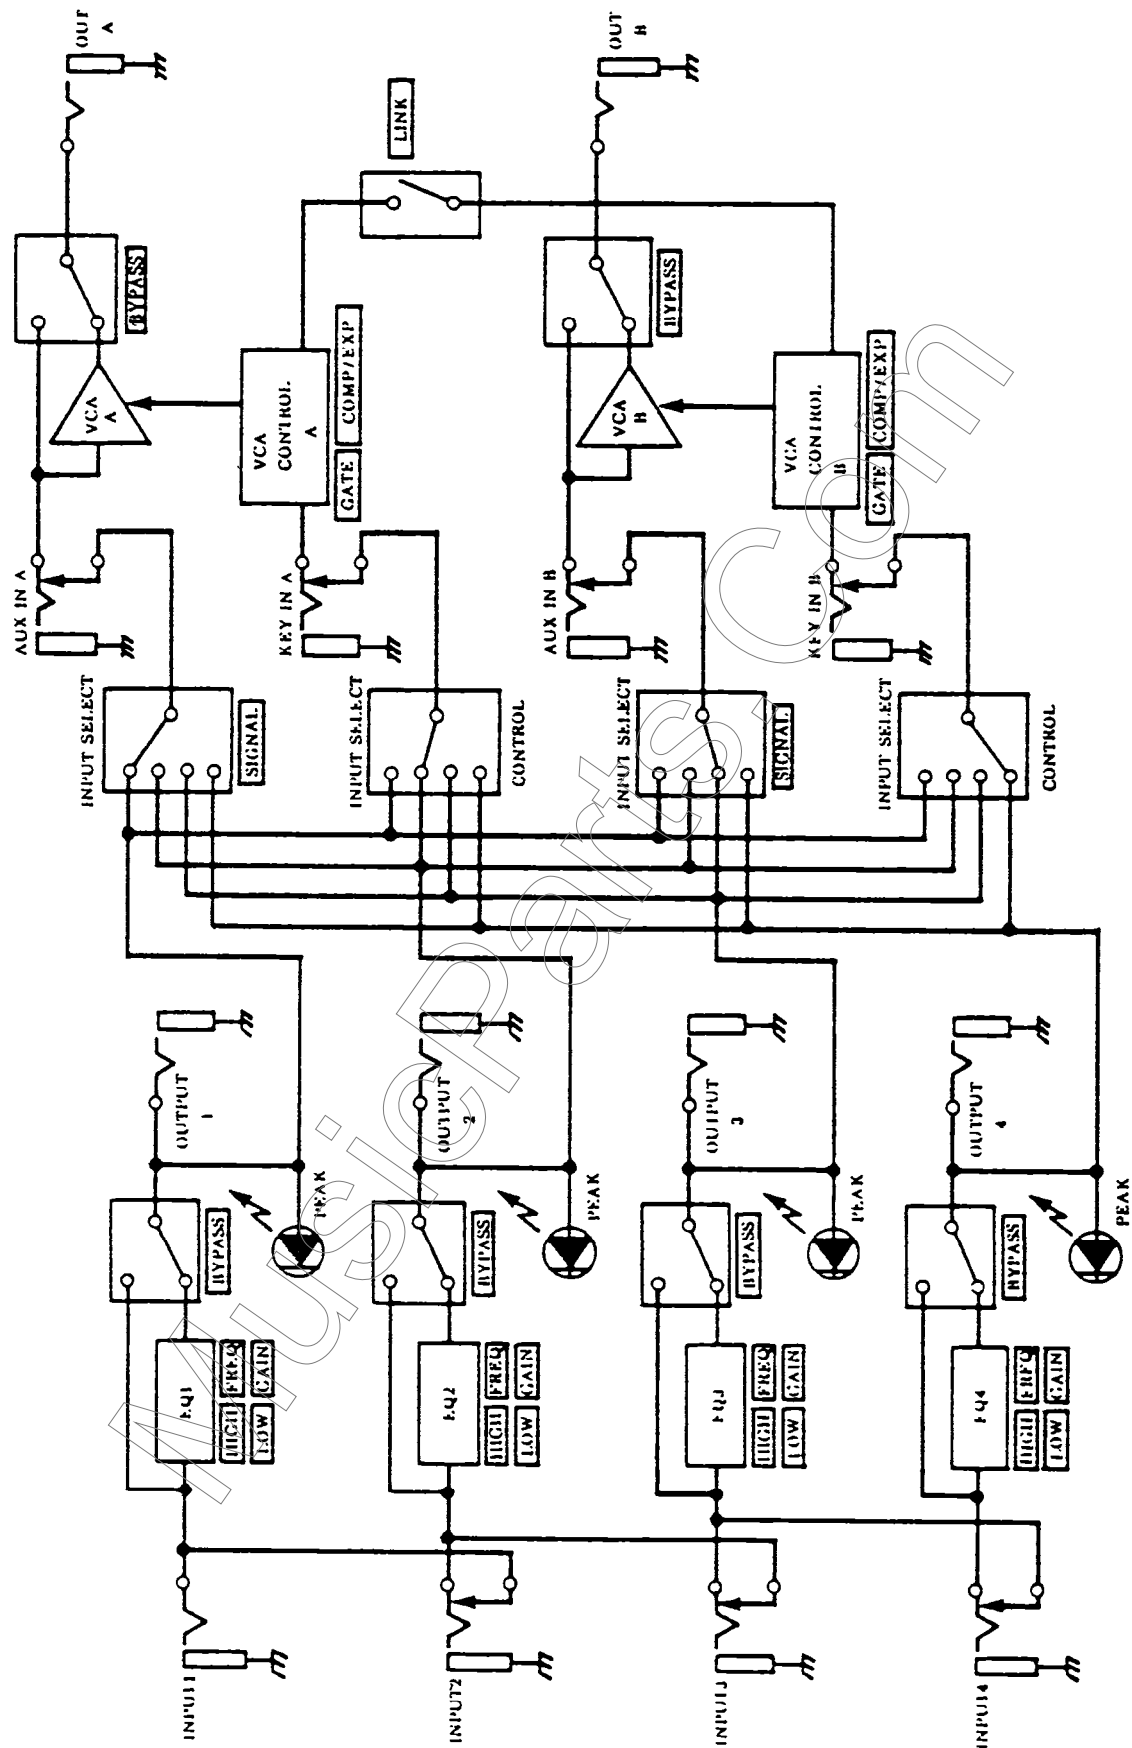 INPUT1
HIGH
FREQ
LOW
GAIN
EQ1
BYPASS
PEAK
OUTPUT
1
INPUT SELECT
SIGNAL
AUX IN A
VCA
A
BYPASS
OUT
A
INPUT2
HIGH
FREQ
LOW
GAIN
EQ2
BYPASS
PEAK
OUTPUT
2
INPUT SELECT
CONTROL
KEY IN A
VCA
CONTROL
A
GATE
COMP/EXP
LINK
INPUT3
HIGH
FREQ
LOW
GAIN
EQ3
BYPASS
PEAK
OUTPUT
3
INPUT SELECT
SIGNAL
AUX IN B
VCA
B
BYPASS
OUT
B
INPUT4
HIGH
FREQ
LOW
GAIN
EQ4
BYPASS
PEAK
OUTPUT
4
INPUT SELECT
CONTROL
KEY IN B
VCA
CONTROL
B
GATE
COMP/EXP
MusicParts.Com